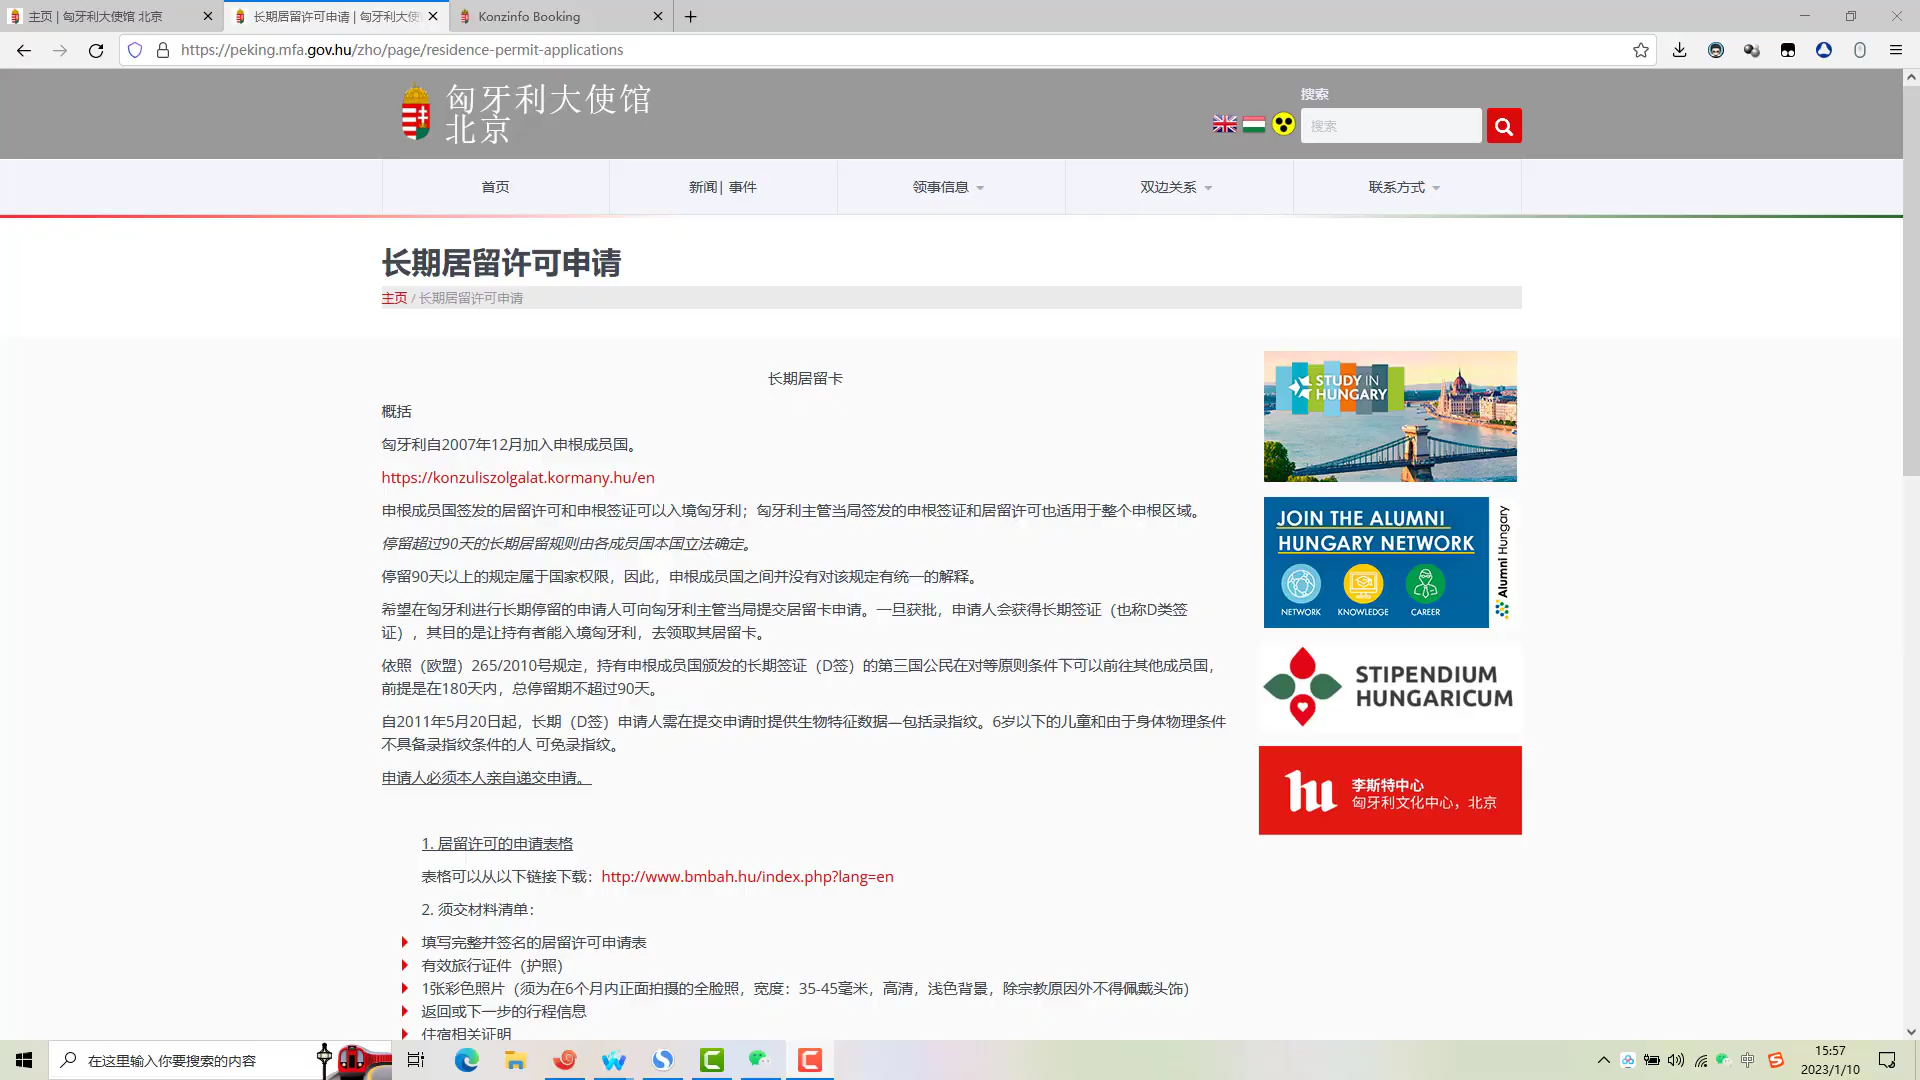 主页 | 匈牙利大使馆 北京
长期居留许可申请 | 匈牙利大使
Konzinfo Booking
https://peking.mfa.gov.hu/zho/page/residence-permit-applications
匈牙利大使馆
北京
搜索
搜索
首页
新闻| 事件
领事信息
双边关系
联系方式
长期居留许可申请
主页 / 长期居留许可申请
长期居留卡
概括
匈牙利自2007年12月加入申根成员国。
https://konzuliszolgalat.kormany.hu/en
申根成员国签发的居留许可和申根签证可以入境匈牙利；匈牙利主管当局签发的申根签证和居留许可也适用于整个申根区域。
停留超过90天的长期居留规则由各成员国本国立法确定。
停留90天以上的规定属于国家权限，因此，申根成员国之间并没有对该规定有统一的解释。
希望在匈牙利进行长期停留的申请人可向匈牙利主管当局提交居留卡申请。一旦获批，申请人会获得长期签证（也称D类签
证），其目的是让持有者能入境匈牙利，去领取其居留卡。
依照（欧盟）265/2010号规定，持有申根成员国颁发的长期签证（D签）的第三国公民在对等原则条件下可以前往其他成员国，
前提是在180天内，总停留期不超过90天。
自2011年5月20日起，长期（D签）申请人需在提交申请时提供生物特征数据—包括录指纹。6岁以下的儿童和由于身体物理条件
不具备录指纹条件的人 可免录指纹。
申请人必须本人亲自递交申请。
1. 居留许可的申请表格
表格可以从以下链接下载：http://www.bmbah.hu/index.php?lang=en
2. 须交材料清单：
填写完整并签名的居留许可申请表
有效旅行证件（护照）
1张彩色照片（须为在6个月内正面拍摄的全脸照，宽度：35-45毫米，高清，浅色背景，除宗教原因外不得佩戴头饰）
返回或下一步的行程信息
住宿相关证明
STUDY IN
HUNGARY
JOIN THE ALUMNI
HUNGARY NETWORK
NETWORK
KNOWLEDGE
CAREER
Alumni Hungary
STIPENDIUM
HUNGARICUM
hu
李斯特中心
匈牙利文化中心，北京
在这里输入你要搜索的内容
中
15:57
2023/1/10